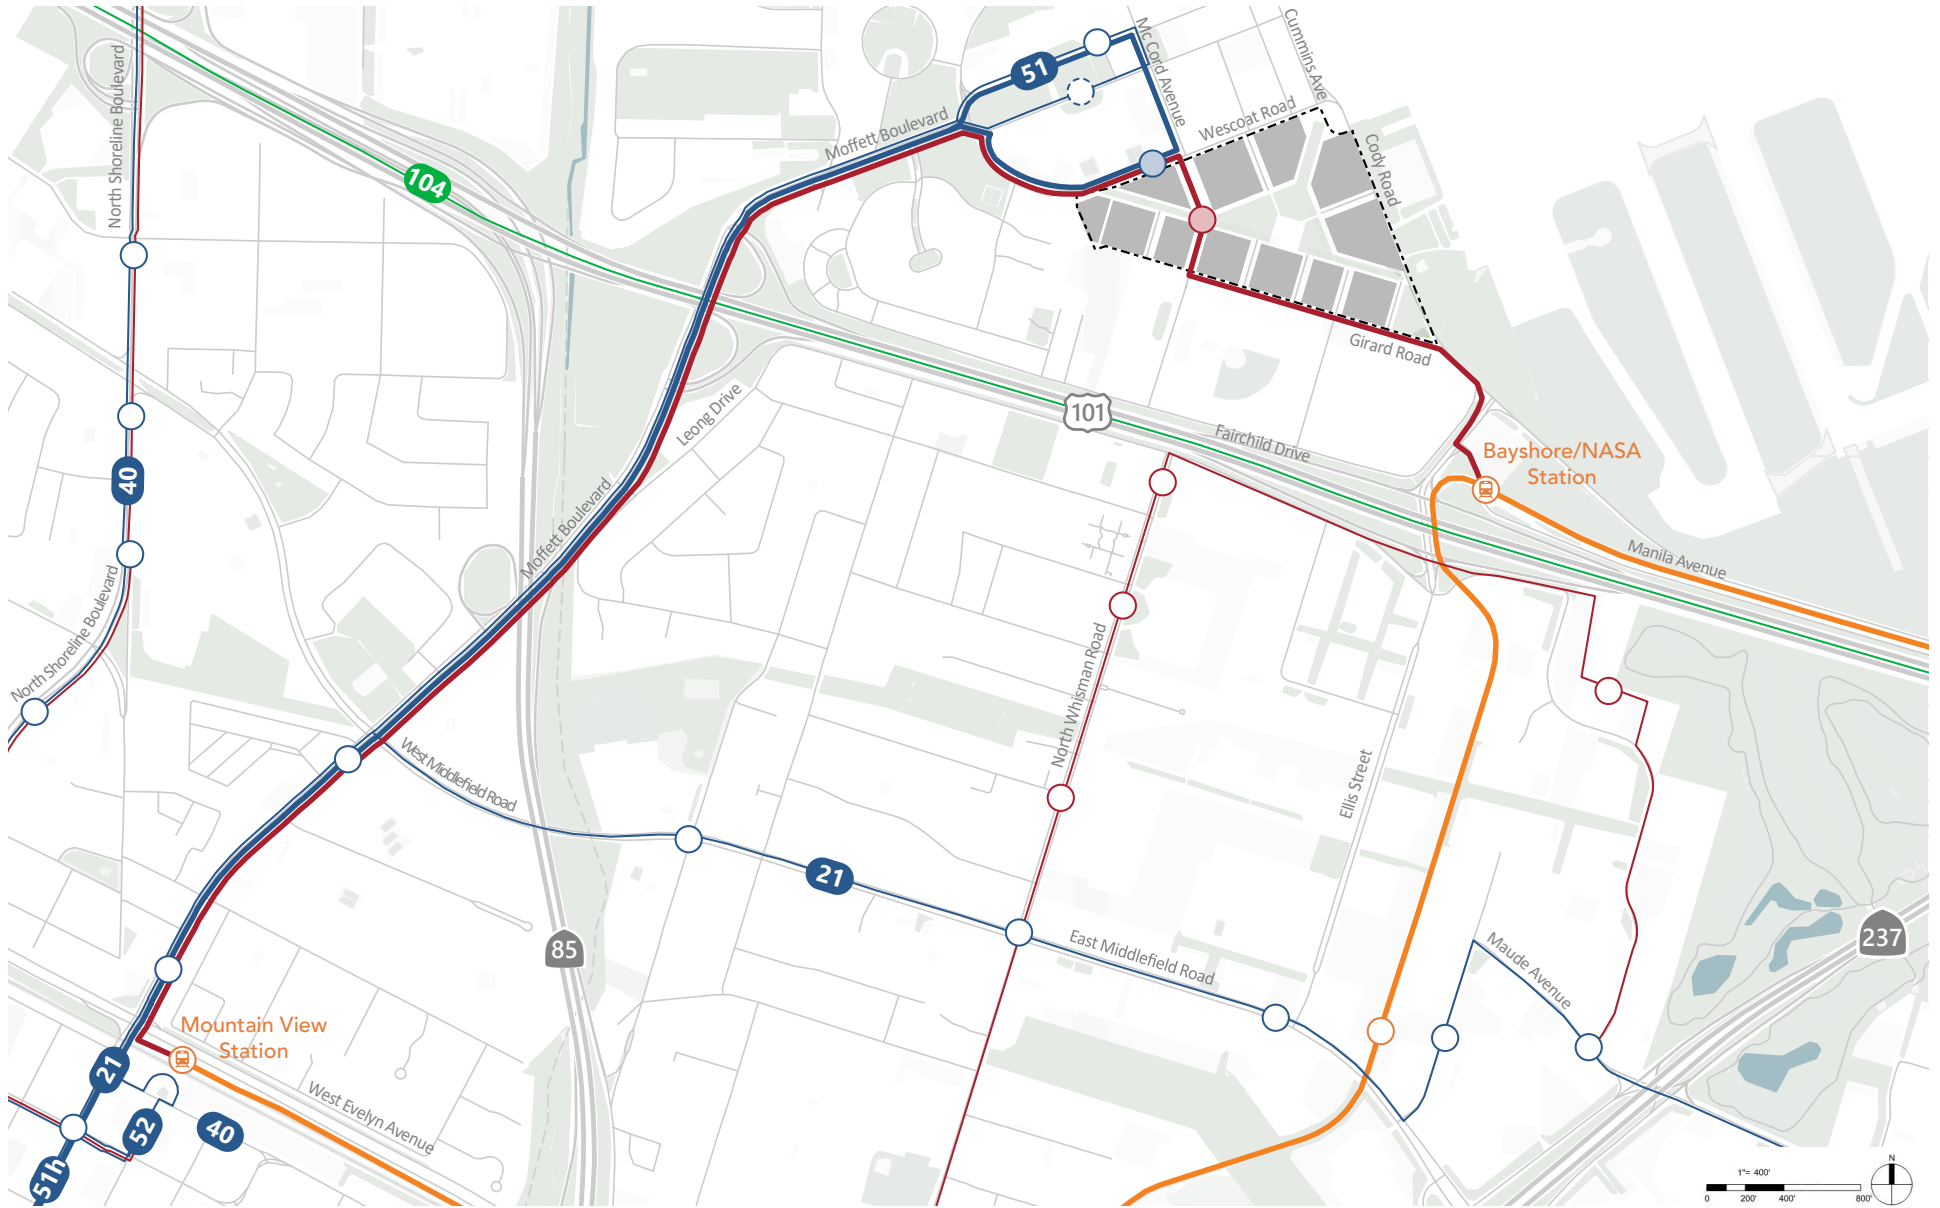 North Shoreline Boulevard
104
Moffett Boulevard
51
Mc Cord Avenue
Cummins Ave
Wescoat Road
Cody Road
Girard Road
101
Fairchild Drive
Leong Drive
Moffett Boulevard
40
North Shoreline Boulevard
Bayshore/NASA
Station
Manila Avenue
North Whisman Road
Ellis Street
West Middlefield Road
21
East Middlefield Road
Maude Avenue
237
85
Mountain View
Station
West Evelyn Avenue
21
52
40
51h
1"= 400'
0
200'
400'
800'
N